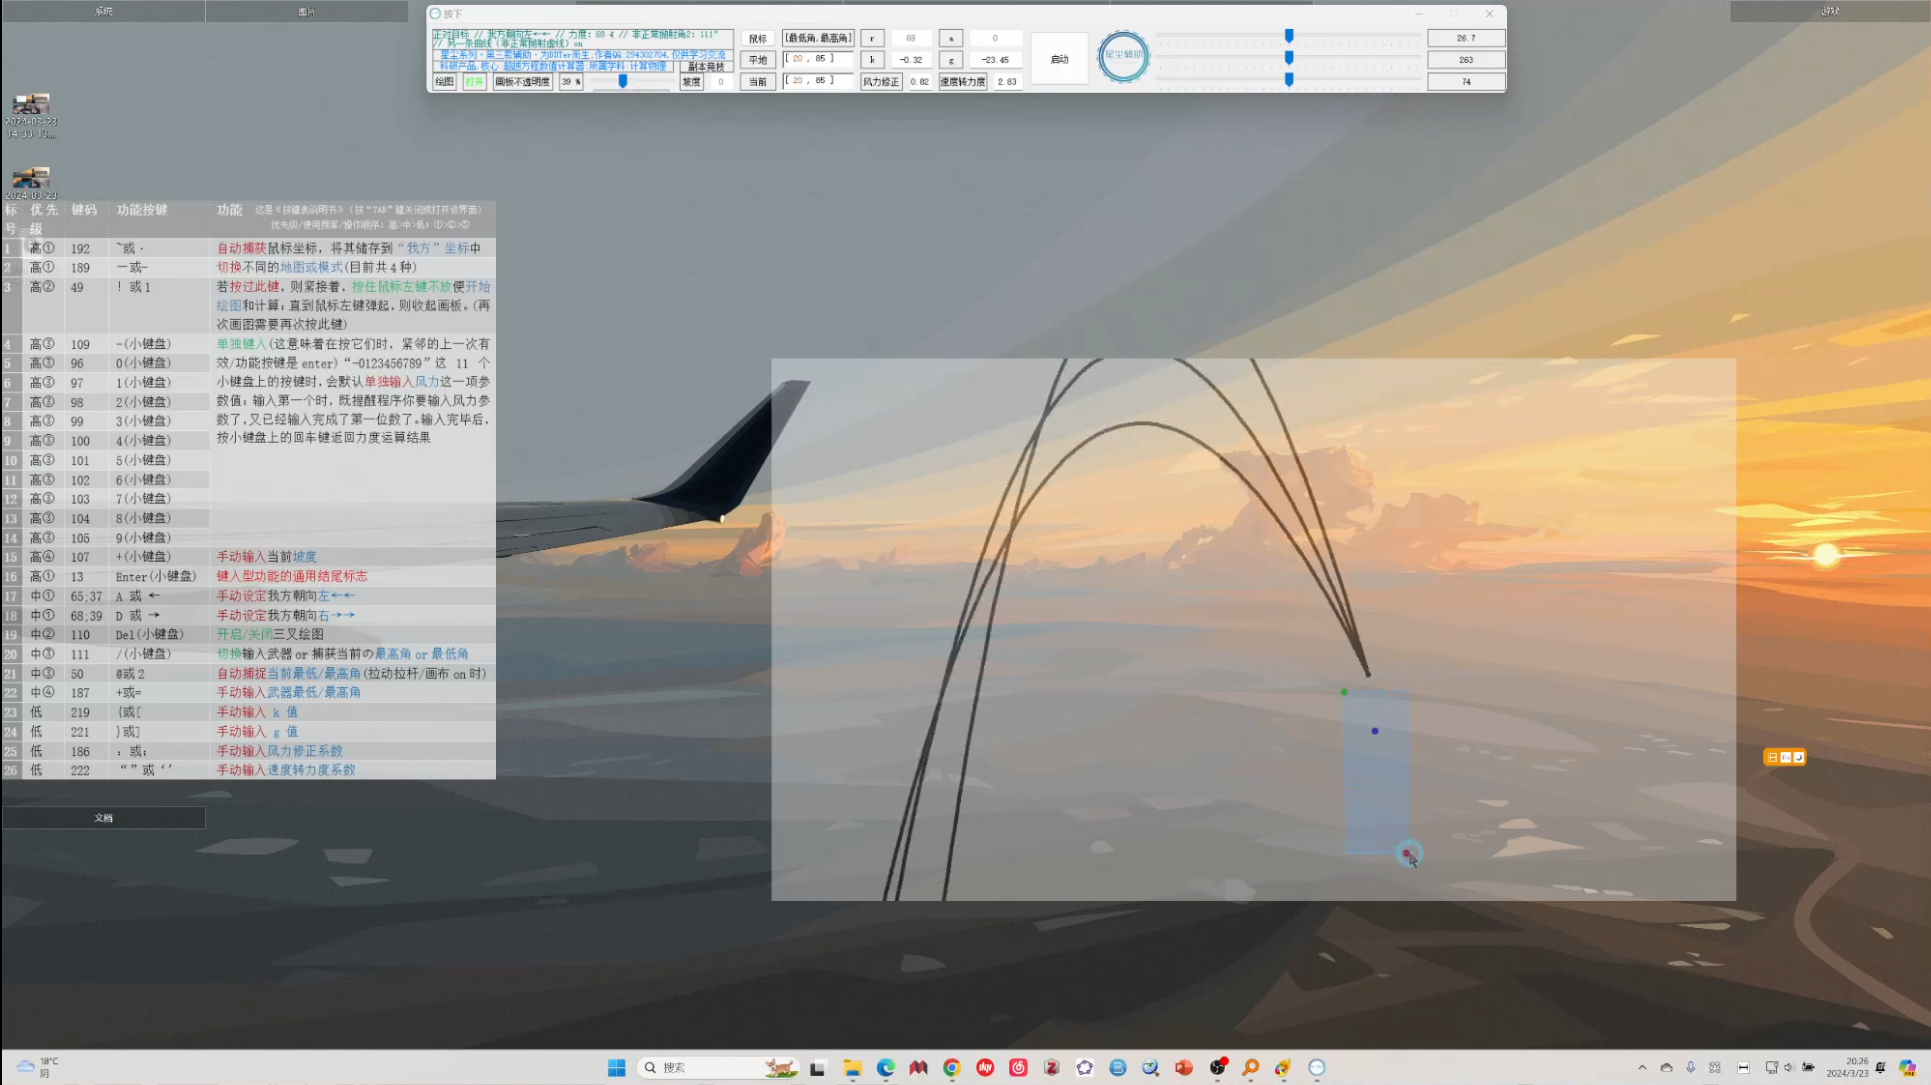 系统
图片
游戏
按下
正对目标 // 我方朝向左←← // 力度: 68 4 // 非正常抛射角2: 111°
// 另一条曲线 (非正常抛射虚线) on
星尘系列·第三款辅助·为DDTer而生;作者QQ:294302704,仅供学习交流
科研产品,核心:超越方程数值计算器;所属学科:计算物理
副本竞技
绘图
打开
画板不透明度
39 %
坡度
0
鼠标
[最低角,最高角]
r
69
a
0
平地
[ 20 , 85 ]
k
-0.32
g
-23.45
当前
[ 20 , 85 ]
风力修正
0.82
速度转力度
2.83
启动
星尘辅助
26.7
263
74
2024-03-23
14-33-13...
2024-03-23
标号 优先级 键码 功能按键 功能 这是《按键表说明书》(按“TAB”键关闭或打开该界面)
优先级/使用频率/操作顺序: 高>中>低; ①>②>③
1 高① 192 ~或 · 自动捕获鼠标坐标, 将其储存到“我方”坐标中
2 高① 189 —或- 切换不同的地图或模式(目前共 4 种)
3 高② 49 ! 或 1 若按过此键, 则紧接着, 按住鼠标左键不放便开始
绘图和计算; 直到鼠标左键弹起, 则收起画板。(再
次画图需要再次按此键)
4 高③ 109 -(小键盘) 单独键入(这意味着在按它们时, 紧邻的上一次有
5 高③ 96 0(小键盘) 效/功能按键是 enter) “-0123456789”这 11 个
6 高③ 97 1(小键盘) 小键盘上的按键时, 会默认单独输入风力这一项参
7 高③ 98 2(小键盘) 数值; 输入第一个时, 既提醒程序你要输入风力参
8 高③ 99 3(小键盘) 数了, 又已经输入完成了第一位数了。输入完毕后,
9 高③ 100 4(小键盘) 按小键盘上的回车键返回力度运算结果
10 高③ 101 5(小键盘)
11 高③ 102 6(小键盘)
12 高③ 103 7(小键盘)
13 高③ 104 8(小键盘)
14 高③ 105 9(小键盘)
15 高④ 107 +(小键盘) 手动输入当前坡度
16 高① 13 Enter(小键盘) 键入型功能的通用结尾标志
17 中① 65;37 A 或 ← 手动设定我方朝向左←←
18 中① 68;39 D 或 → 手动设定我方朝向右→→
19 中② 110 Del(小键盘) 开启/关闭三叉绘图
20 中③ 111 /(小键盘) 切换输入武器 or 捕获当前の最高角 or 最低角
21 中③ 50 @或 2 自动捕捉当前最低/最高角(拉动拉杆/画布 on 时)
22 中④ 187 +或= 手动输入武器最低/最高角
23 低 219 {或[ 手动输入 k 值
24 低 221 }或] 手动输入 g 值
25 低 186 : 或; 手动输入风力修正系数
26 低 222 “ ”或 ‘’ 手动输入速度转力度系数
文档
18°C
阴
搜索
20:26
2024/3/23